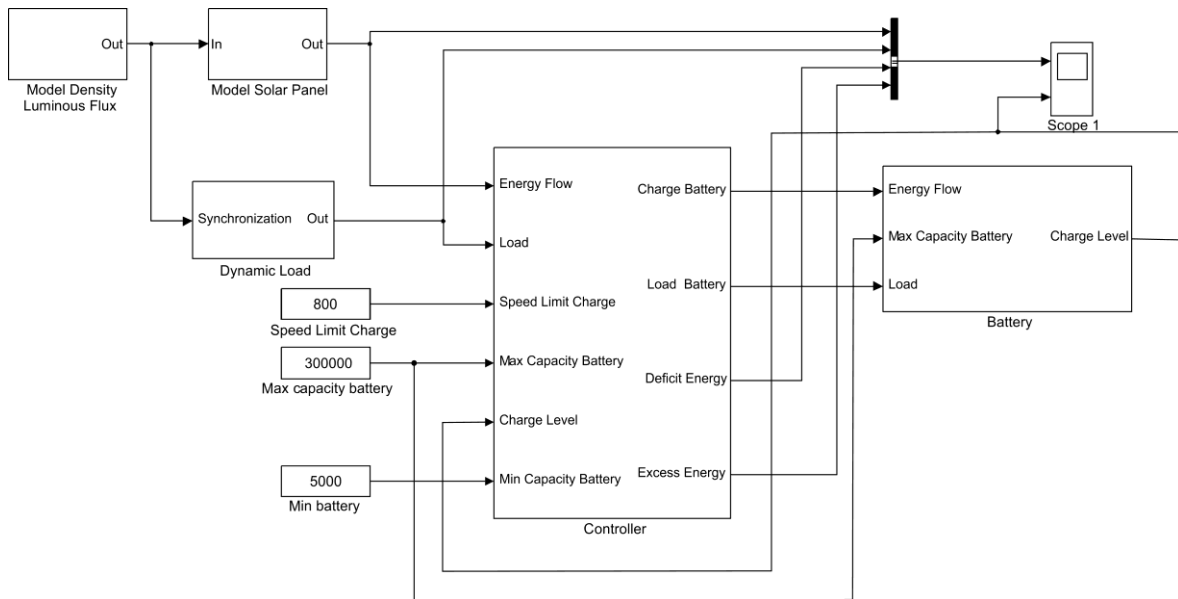 Out
Model Density
Luminous Flux
In
Out
Model Solar Panel
Scope 1
Synchronization
Out
Dynamic Load
800
Speed Limit Charge
300000
Max capacity battery
5000
Min battery
Energy Flow
Load
Speed Limit Charge
Max Capacity Battery
Charge Level
Min Capacity Battery
Charge Battery
Load Battery
Deficit Energy
Excess Energy
Controller
Energy Flow
Max Capacity Battery
Load
Charge Level
Battery